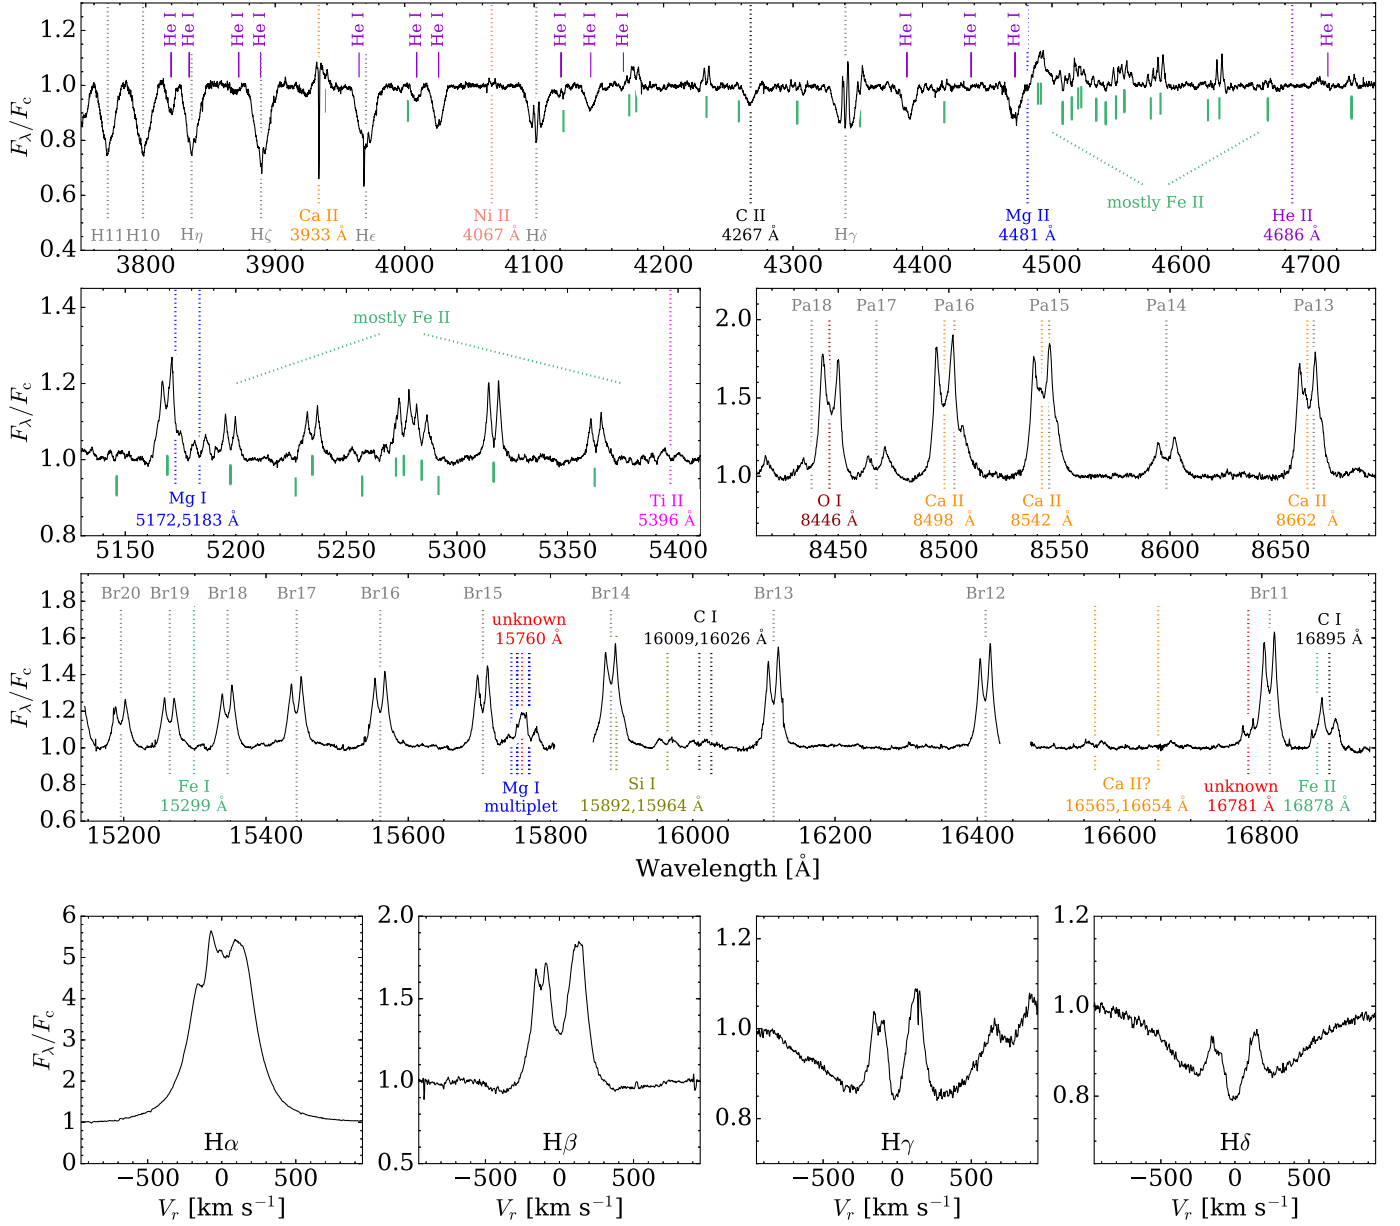 He I He I He I He I He I He I He I He I He I He I He I He I He I He I
1.2
1.0
0.8
0.6
0.4
Fλ/Fc
H11 H10 Hη Hζ Ca II Hϵ Ni II Hδ C II Hγ Mg II mostly Fe II He II
3933 Å 4067 Å 4267 Å 4481 Å 4686 Å
3800 3900 4000 4100 4200 4300 4400 4500 4600 4700
1.4
1.2
1.0
0.8
Fλ/Fc
mostly Fe II
Mg I
5172,5183 Å
Ti II
5396 Å
5150 5200 5250 5300 5350 5400
2.0
1.5
1.0
Pa18 Pa17 Pa16 Pa15 Pa14 Pa13
O I Ca II Ca II Ca II
8446 Å 8498 Å 8542 Å 8662 Å
8450 8500 8550 8600 8650
1.8
1.6
1.4
1.2
1.0
0.8
0.6
Fλ/Fc
Br20 Br19 Br18 Br17 Br16 Br15 Br14 Br13 Br12 Br11
unknown
15760 Å
C I
16009,16026 Å
C I
16895 Å
Fe I
15299 Å
Mg I
multiplet
Si I
15892,15964 Å
Ca II?
16565,16654 Å
unknown
16781 Å
Fe II
16878 Å
15200 15400 15600 15800 16000 16200 16400 16600 16800
Wavelength [Å]
6
5
4
3
2
1
0
Fλ/Fc
Hα
−500 0 500
Vr [km s−1]
2.0
1.5
1.0
0.5
Hβ
−500 0 500
Vr [km s−1]
1.2
1.0
0.8
Hγ
−500 0 500
Vr [km s−1]
1.2
1.0
0.8
Hδ
−500 0 500
Vr [km s−1]